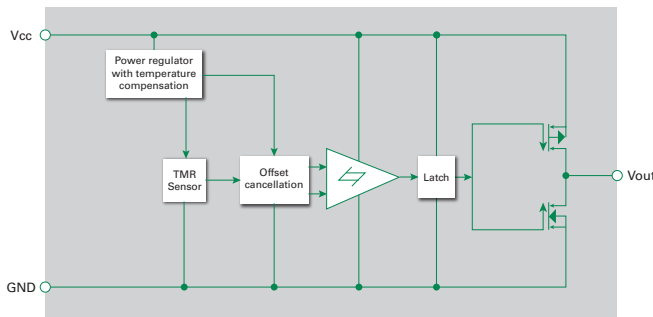 Vcc
Power regulator
with temperature
compensation
TMR
Sensor
Offset
cancellation
Latch
Vout
GND